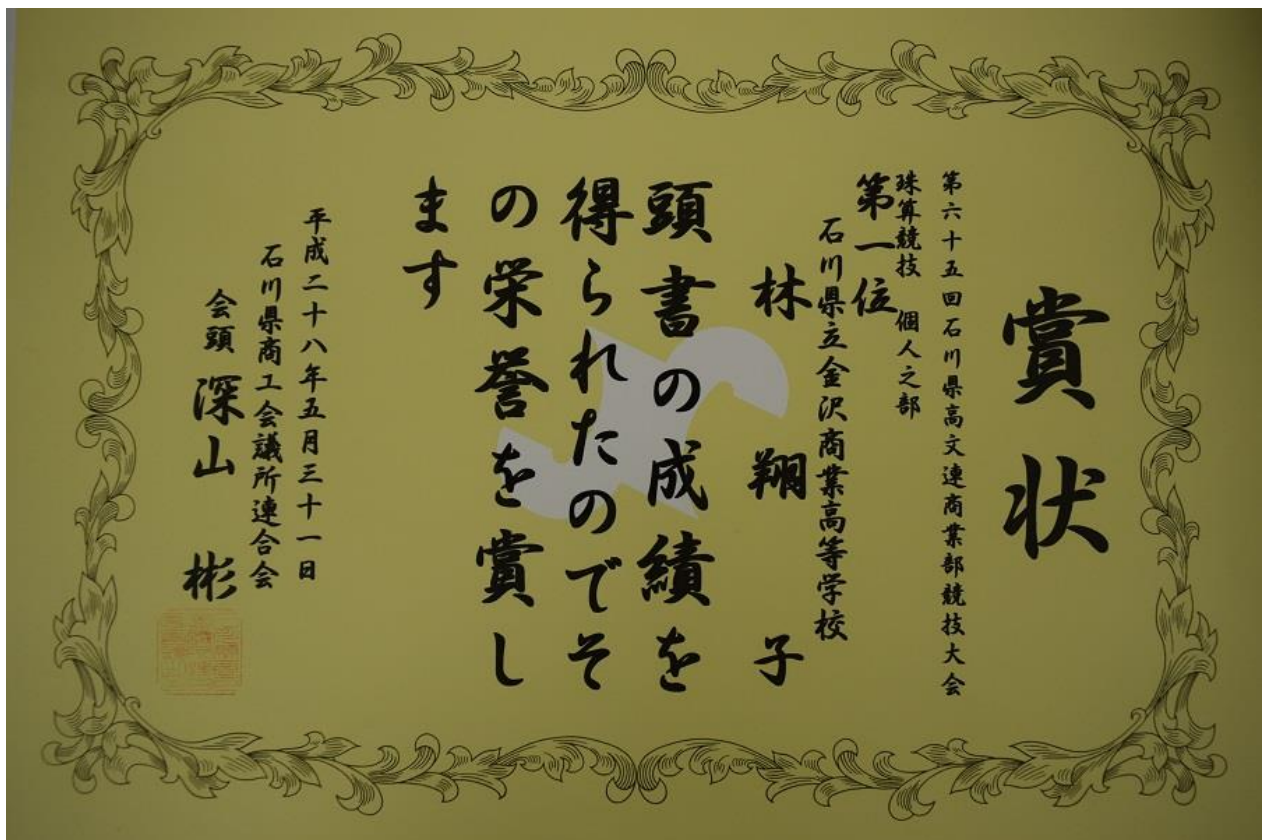 賞状
第六十五回石川県高文連商業部競技大会
珠算競技 個人之部
第一位
石川県立金沢商業高等学校
林翔子
頭書の成績を
得られたのでそ
の栄誉を賞し
ます
平成二十八年五月三十一日
石川県商工会議所連合会
会頭 深山 彬